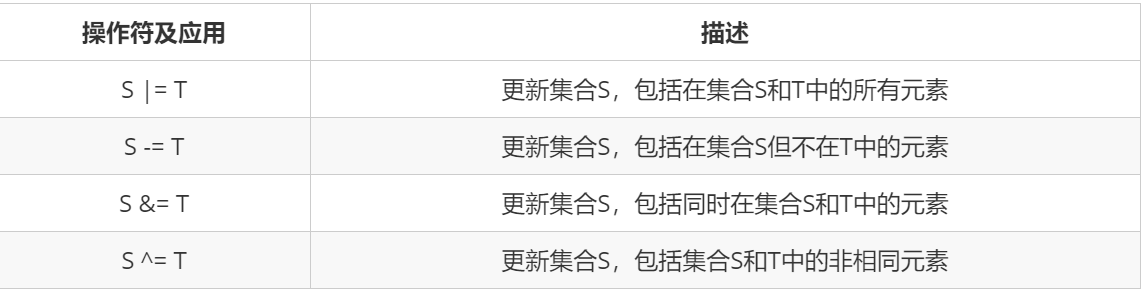 操作符及应用 描述
S |= T 更新集合S，包括在集合S和T中的所有元素
S -= T 更新集合S，包括在集合S但不在T中的元素
S &= T 更新集合S，包括同时在集合S和T中的元素
S ^= T 更新集合S，包括集合S和T中的非相同元素